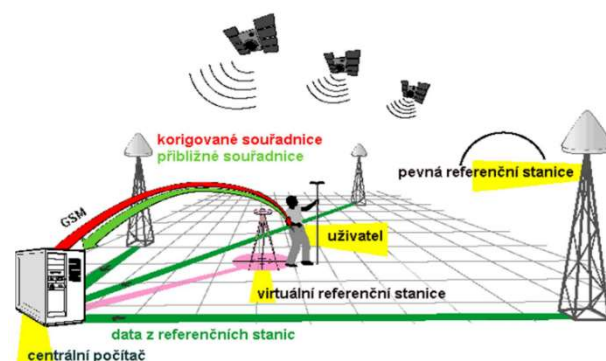 korigované souřadnice
přibližné souřadnice
pevná referenční stanice
GSM
uživatel
virtuální referenční stanice
data z referenčních stanic
centrální počítač